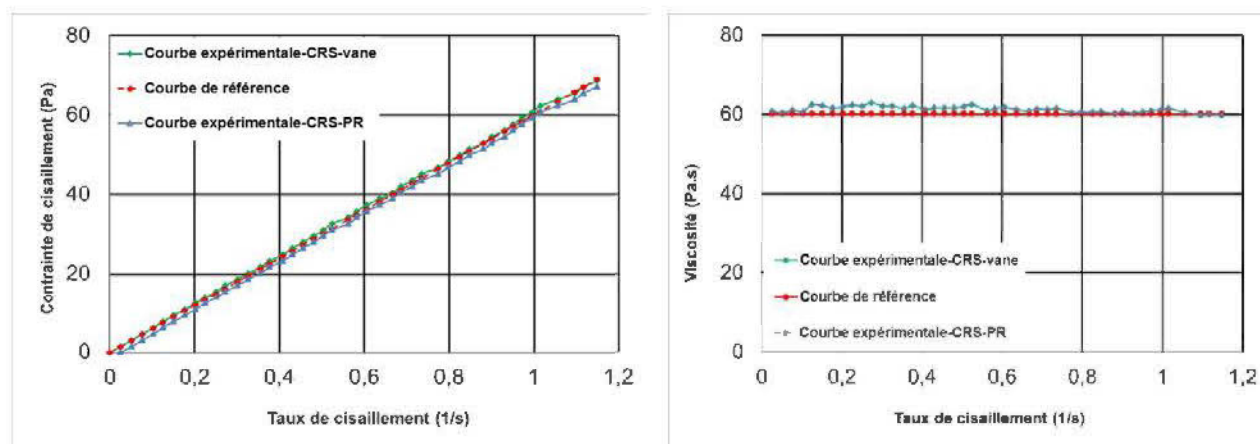 80
60
40
20
0
Contrainte de cisaillement (Pa)
Courbe expérimentale-CRS-vane
Courbe de référence
Courbe expérimentale-CRS-PR
0 0,2 0,4 0,6 0,8 1 1,2
Taux de cisaillement (1/s)
80
60
40
20
0
Viscosité (Pa.s)
Courbe expérimentale-CRS-vane
Courbe de référence
Courbe expérimentale-CRS-PR
0 0,2 0,4 0,6 0,8 1 1,2
Taux de cisaillement (1/s)